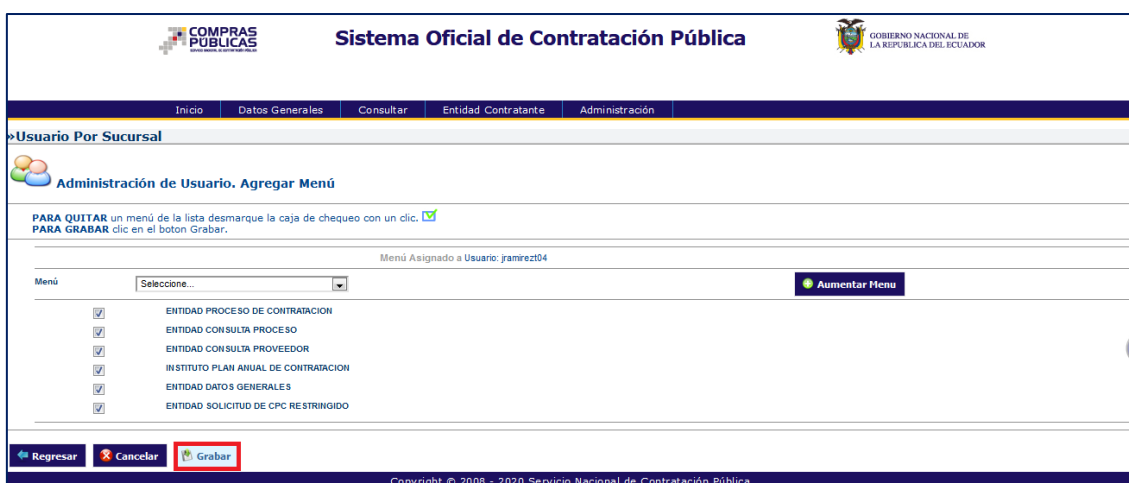 COMPRAS
PÚBLICAS
Sistema Oficial de Contratación Pública
GOBIERNO NACIONAL DE
LA REPUBLICA DEL ECUADOR
Inicio Datos Generales Consultar Entidad Contratante Administración
»Usuario Por Sucursal
Administración de Usuario. Agregar Menú
PARA QUITAR un menú de la lista desmarque la caja de chequeo con un clic.
PARA GRABAR clic en el boton Grabar.
Menú Asignado a Usuario: jramirezt04
Menú Seleccione... Aumentar Menu
ENTIDAD PROCESO DE CONTRATACION
ENTIDAD CONSULTA PROCESO
ENTIDAD CONSULTA PROVEEDOR
INSTITUTO PLAN ANUAL DE CONTRATACION
ENTIDAD DATOS GENERALES
ENTIDAD SOLICITUD DE CPC RESTRINGIDO
Regresar Cancelar Grabar
Copyright © 2008 - 2020 Servicio Nacional de Contratación Pública